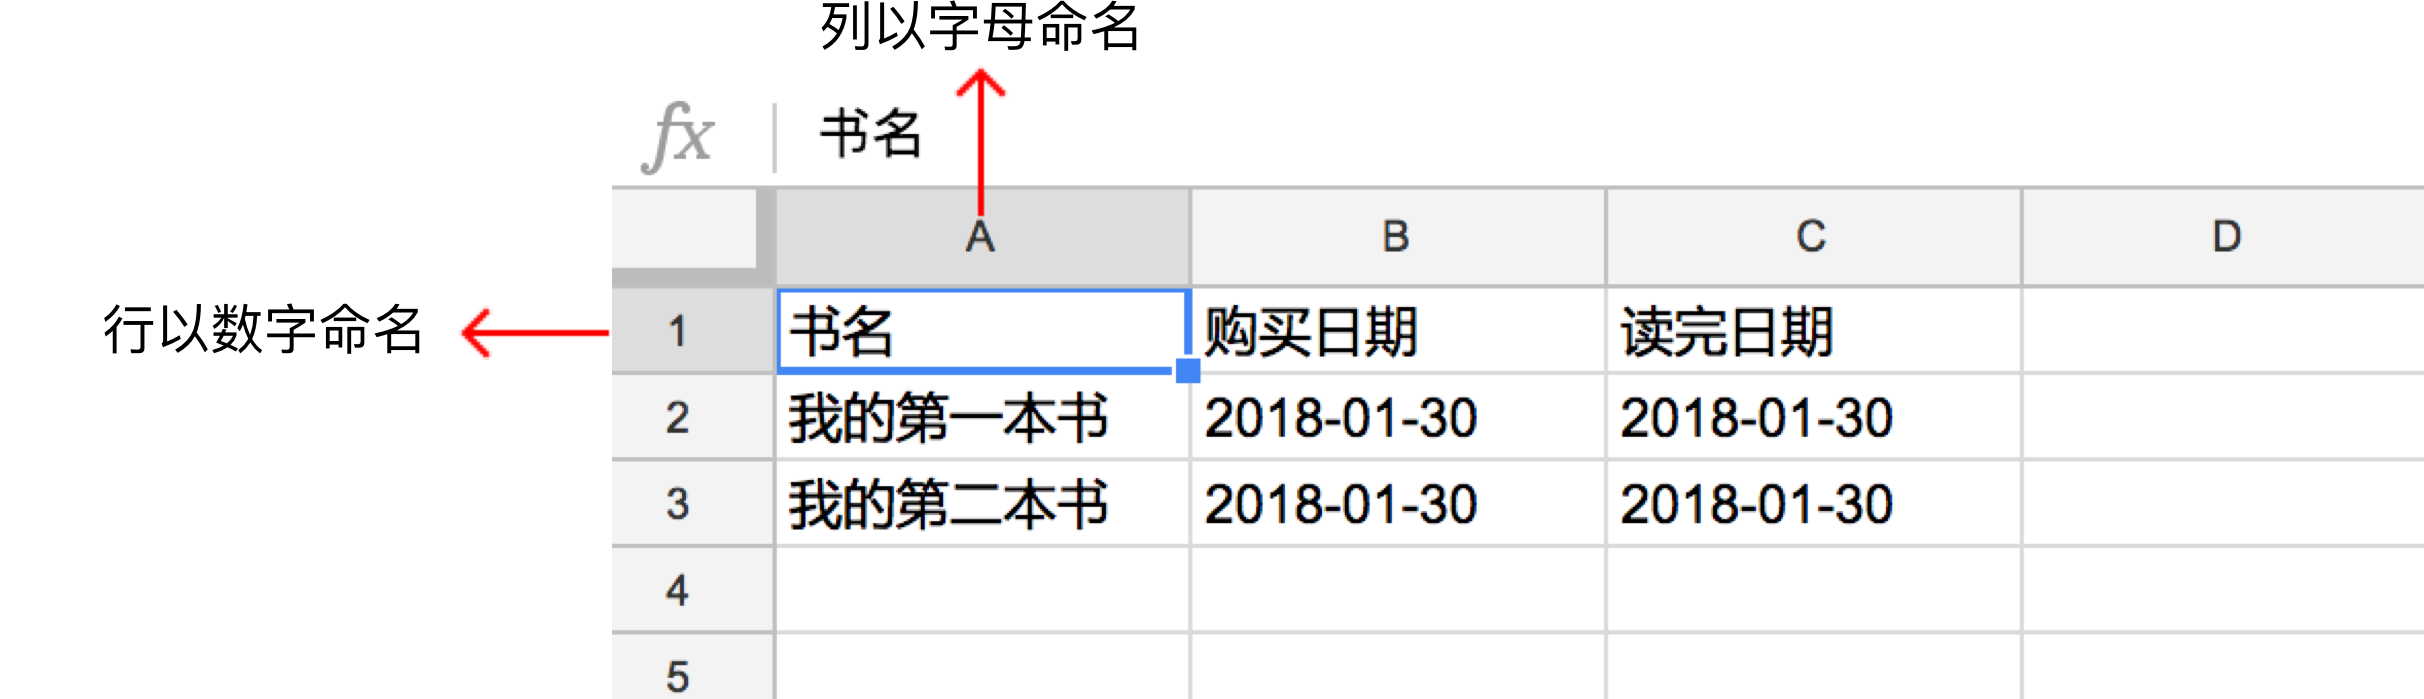 列以字母命名
fx 书名
A B C D
行以数字命名 1 书名 购买日期 读完日期
2 我的第一本书 2018-01-30 2018-01-30
3 我的第二本书 2018-01-30 2018-01-30
4
5